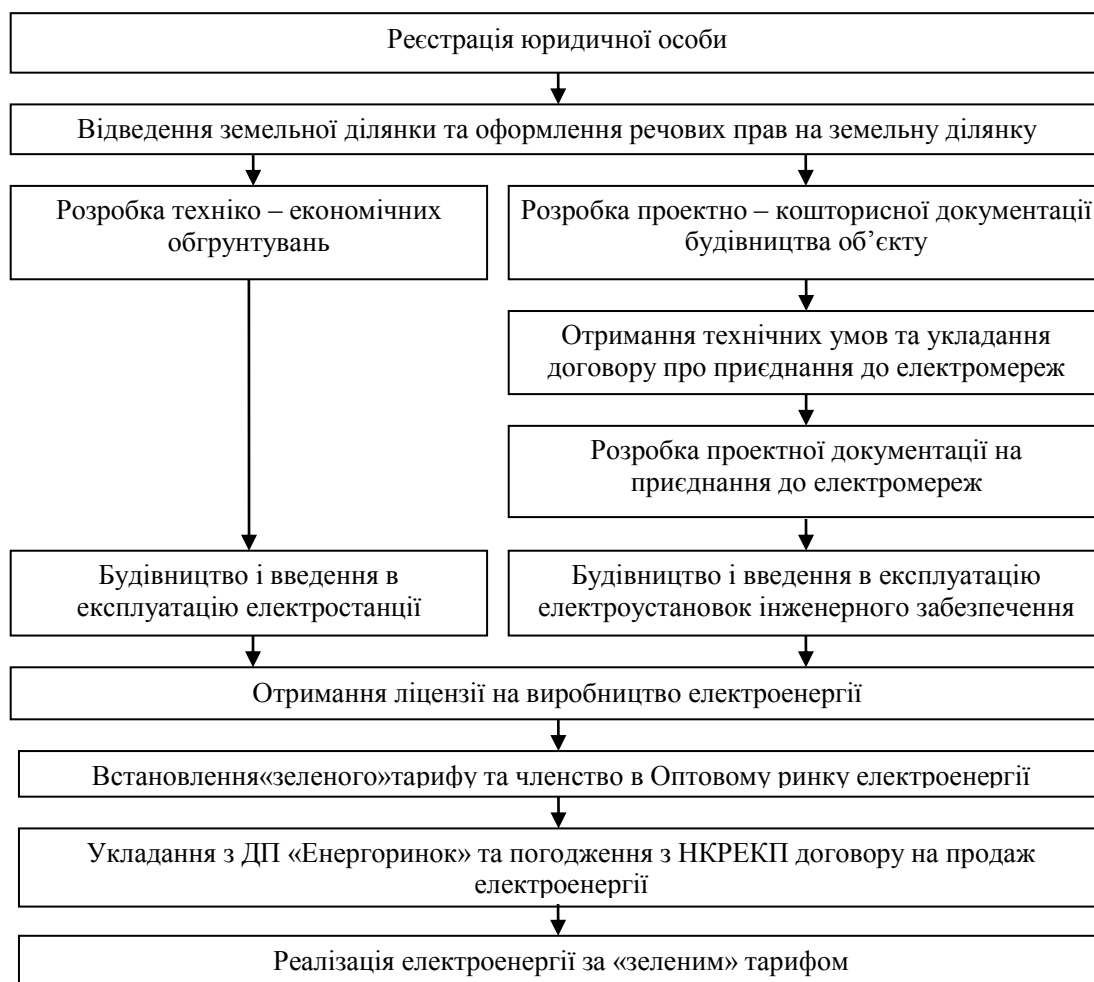 Реєстрація юридичної особи
Відведення земельної ділянки та оформлення речових прав на земельну ділянку
Розробка техніко – економічних
обгрунтувань
Розробка проектно – кошторисної документації
будівництва об’єкту
Отримання технічних умов та укладання
договору про приєднання до електромереж
Розробка проектної документації на
приєднання до електромереж
Будівництво і введення в
експлуатацію електростанції
Будівництво і введення в експлуатацію
електроустановок інженерного забезпечення
Отримання ліцензії на виробництво електроенергії
Встановлення«зеленого»тарифу та членство в Оптовому ринку електроенергії
Укладання з ДП «Енергоринок» та погодження з НКРЕКП договору на продаж
електроенергії
Реалізація електроенергії за «зеленим» тарифом